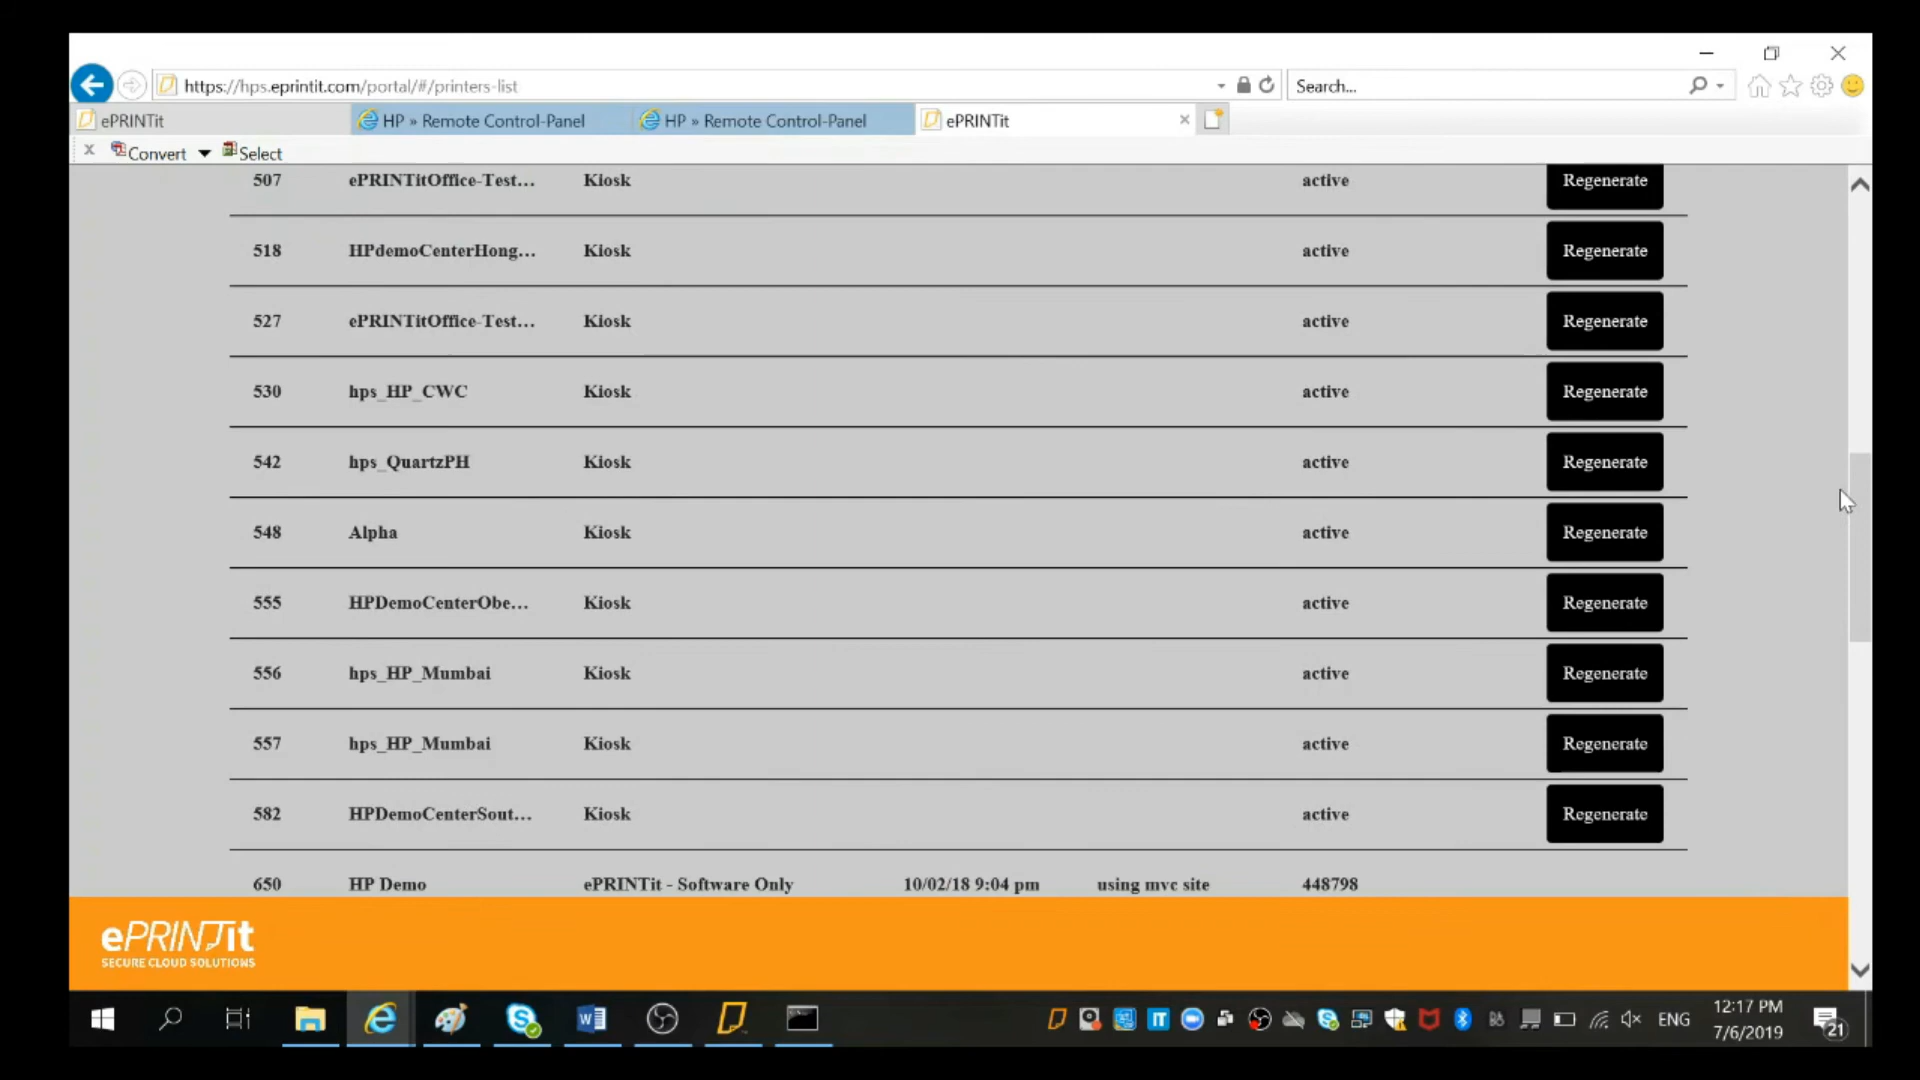 https://hps.eprintit.com/portal/#/printers-list
Search...
ePRINTit
HP » Remote Control-Panel
HP » Remote Control-Panel
ePRINTit
Convert
Select
507 ePRINTitOffice-Test... Kiosk active Regenerate
518 HPdemoCenterHong... Kiosk active Regenerate
527 ePRINTitOffice-Test... Kiosk active Regenerate
530 hps_HP_CWC Kiosk active Regenerate
542 hps_QuartzPH Kiosk active Regenerate
548 Alpha Kiosk active Regenerate
555 HPDemoCenterObe... Kiosk active Regenerate
556 hps_HP_Mumbai Kiosk active Regenerate
557 hps_HP_Mumbai Kiosk active Regenerate
582 HPDemoCenterSout... Kiosk active Regenerate
650 HP Demo ePRINTit - Software Only 10/02/18 9:04 pm using mvc site 448798
ePRINTit
SECURE CLOUD SOLUTIONS
ENG
12:17 PM
7/6/2019
21